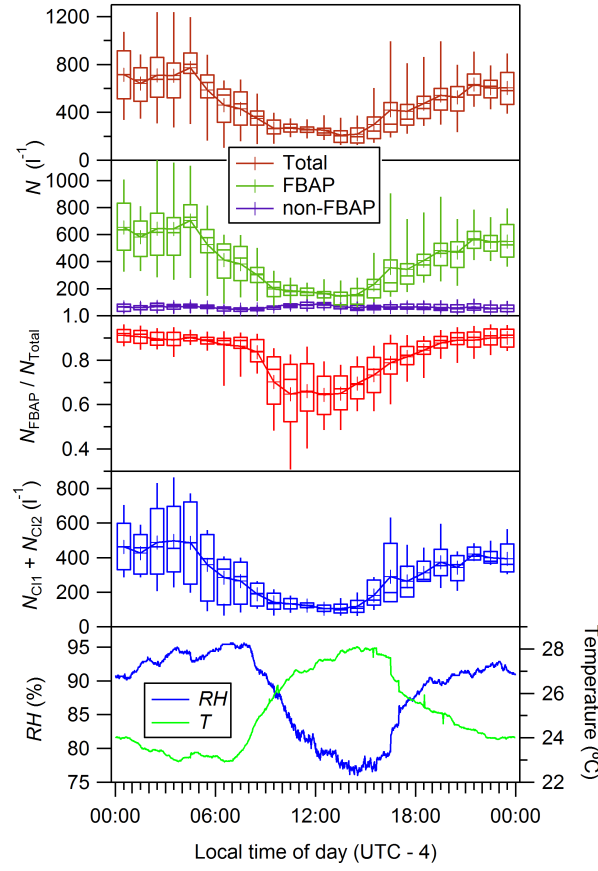 1200
800
400
0
N (l⁻¹)
Total
FBAP
non-FBAP
1000
800
600
400
200
1.0
1.0
0.8
0.6
0.4
N_FBAP / N_Total
800
600
400
200
0
N_Cl1 + N_Cl2 (l⁻¹)
95
90
85
80
75
RH (%)
RH
T
28
26
24
22
Temperature (ºC)
00:00 06:00 12:00 18:00 00:00
Local time of day (UTC - 4)